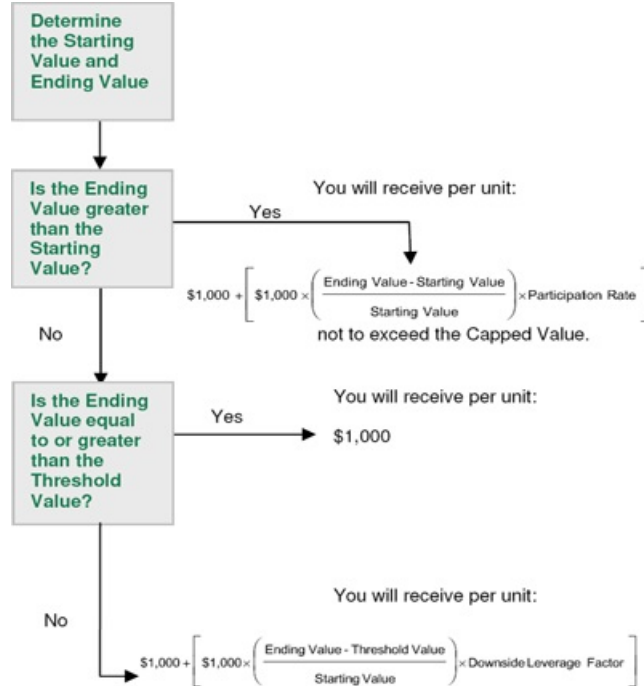 Determine
the Starting
Value and
Ending Value
Is the Ending
Value greater
than the
Starting
Value?
Yes
You will receive per unit:
$1,000 + [ $1,000 × ( Ending Value - Starting Value / Starting Value ) × Participation Rate ]
not to exceed the Capped Value.
No
Is the Ending
Value equal
to or greater
than the
Threshold
Value?
Yes
You will receive per unit:
$1,000
No
You will receive per unit:
$1,000 + [ $1,000 × ( Ending Value - Threshold Value / Starting Value ) × Downside Leverage Factor ]